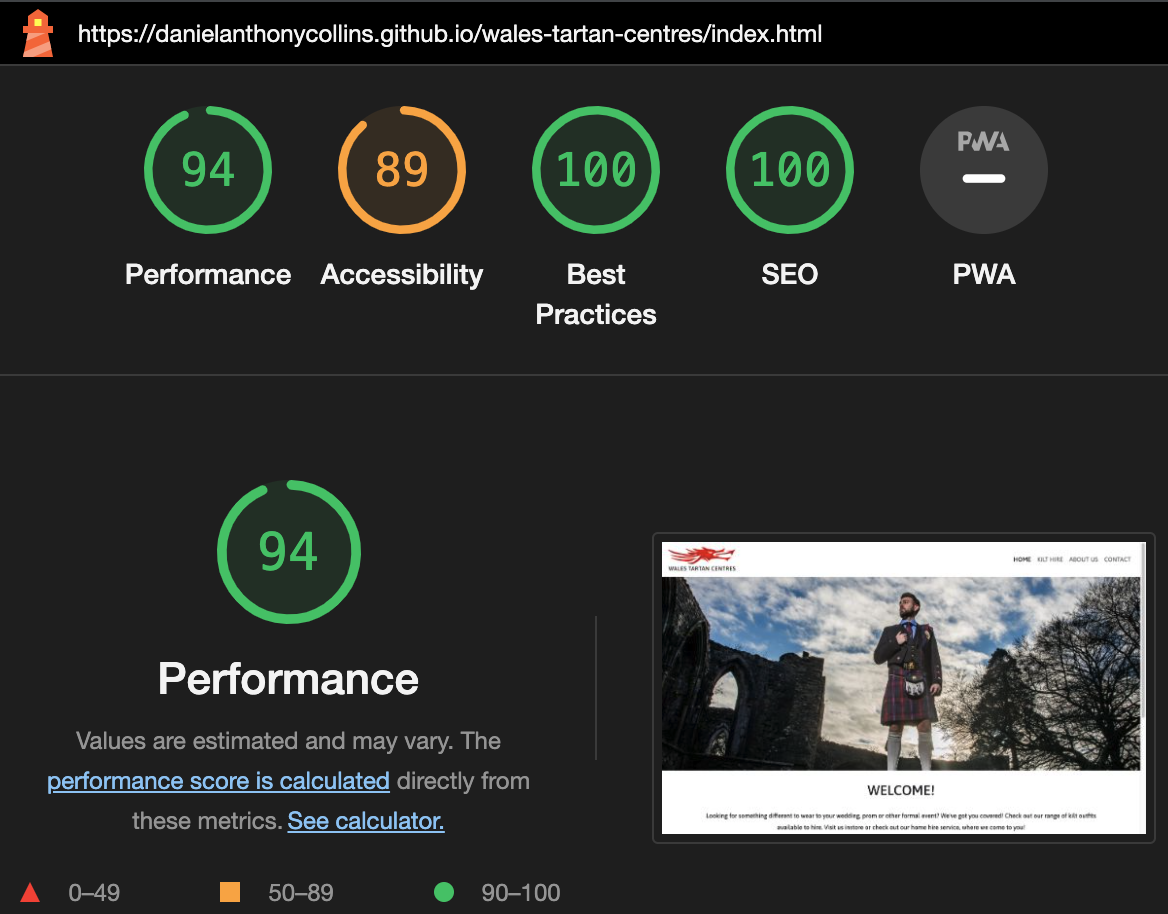 https://danielanthonycollins.github.io/wales-tartan-centres/index.html
94
89
100
100
PWA
Performance
Accessibility
Best
Practices
SEO
PWA
94
Performance
Values are estimated and may vary. The
performance score is calculated directly from
these metrics. See calculator.
WALES TARTAN CENTRES
HOME KILT HIRE ABOUT US CONTACT
WELCOME!
Looking for something different to wear to your wedding, prom or other formal event? We've got you covered! Check out our range of kilt outfits
available to hire. Visit us instore or check out our home hire service, where we come to you!
0–49
50–89
90–100